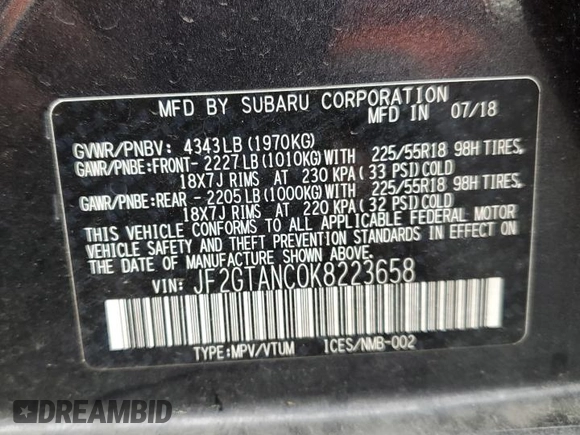 MFD BY SUBARU CORPORATION
MFD IN 07/18
GVWR/PNBV: 4343LB(1970KG)
GAWR/PNBE:FRONT- 2227LB(1010KG)WITH 225/55R18 98H TIRES,
18X7J RIMS AT 230 KPA(33 PSI)COLD
GAWR/PNBE:REAR - 2205LB(1000KG)WITH 225/55R18 98H TIRES,
18X7J RIMS AT 220 KPA(32 PSI)COLD
THIS VEHICLE CONFORMS TO ALL APPLICABLE FEDERAL MOTOR
VEHICLE SAFETY AND THEFT PREVENTION STANDARDS IN EFFECT
ON THE DATE OF MANUFACTURE SHOWN ABOVE.
VIN: JF2GTANC0K8223658
TYPE:MPV/VTUM 1CES/NMB-002
DREAMBID